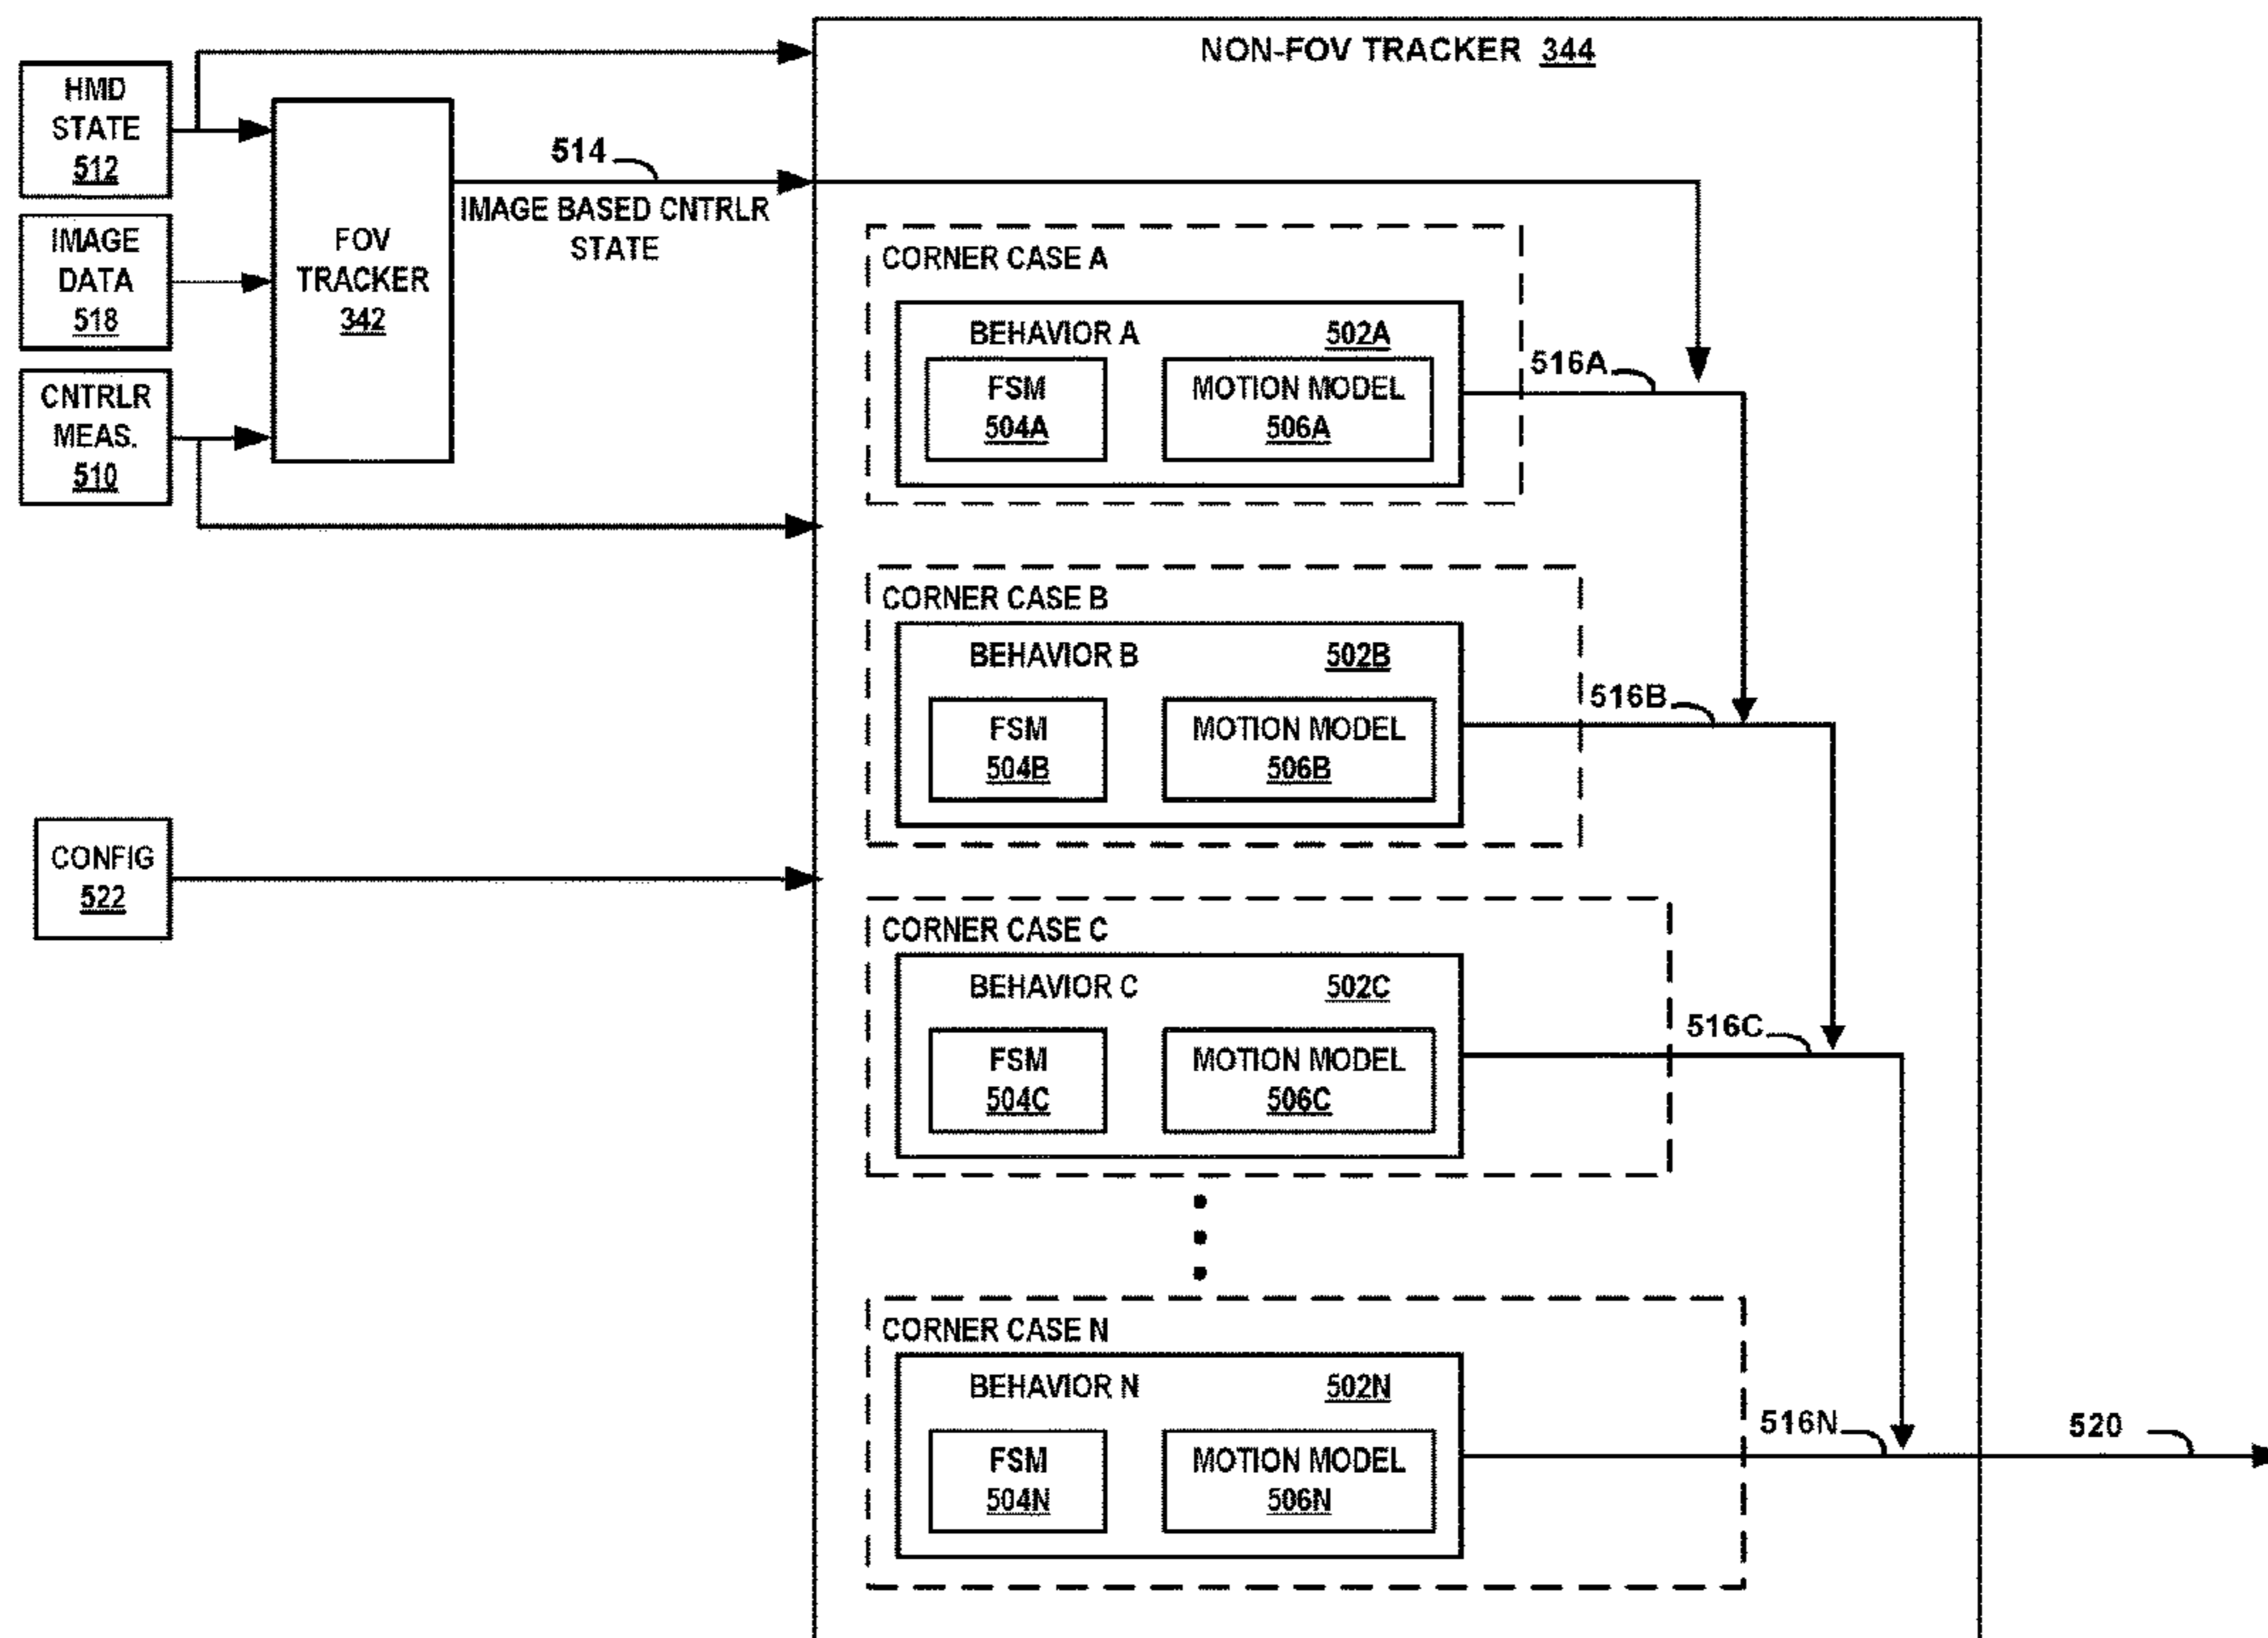 NON-FOV TRACKER 344
HMD
STATE
512
IMAGE
DATA
518
CNTRLR
MEAS.
510
FOV
TRACKER
342
514
IMAGE BASED CNTRLR
STATE
CORNER CASE A
BEHAVIOR A 502A
FSM
504A
MOTION MODEL
506A
516A
CORNER CASE B
BEHAVIOR B 502B
FSM
504B
MOTION MODEL
506B
516B
CONFIG
522
CORNER CASE C
BEHAVIOR C 502C
FSM
504C
MOTION MODEL
506C
516C
CORNER CASE N
BEHAVIOR N 502N
FSM
504N
MOTION MODEL
506N
516N
520